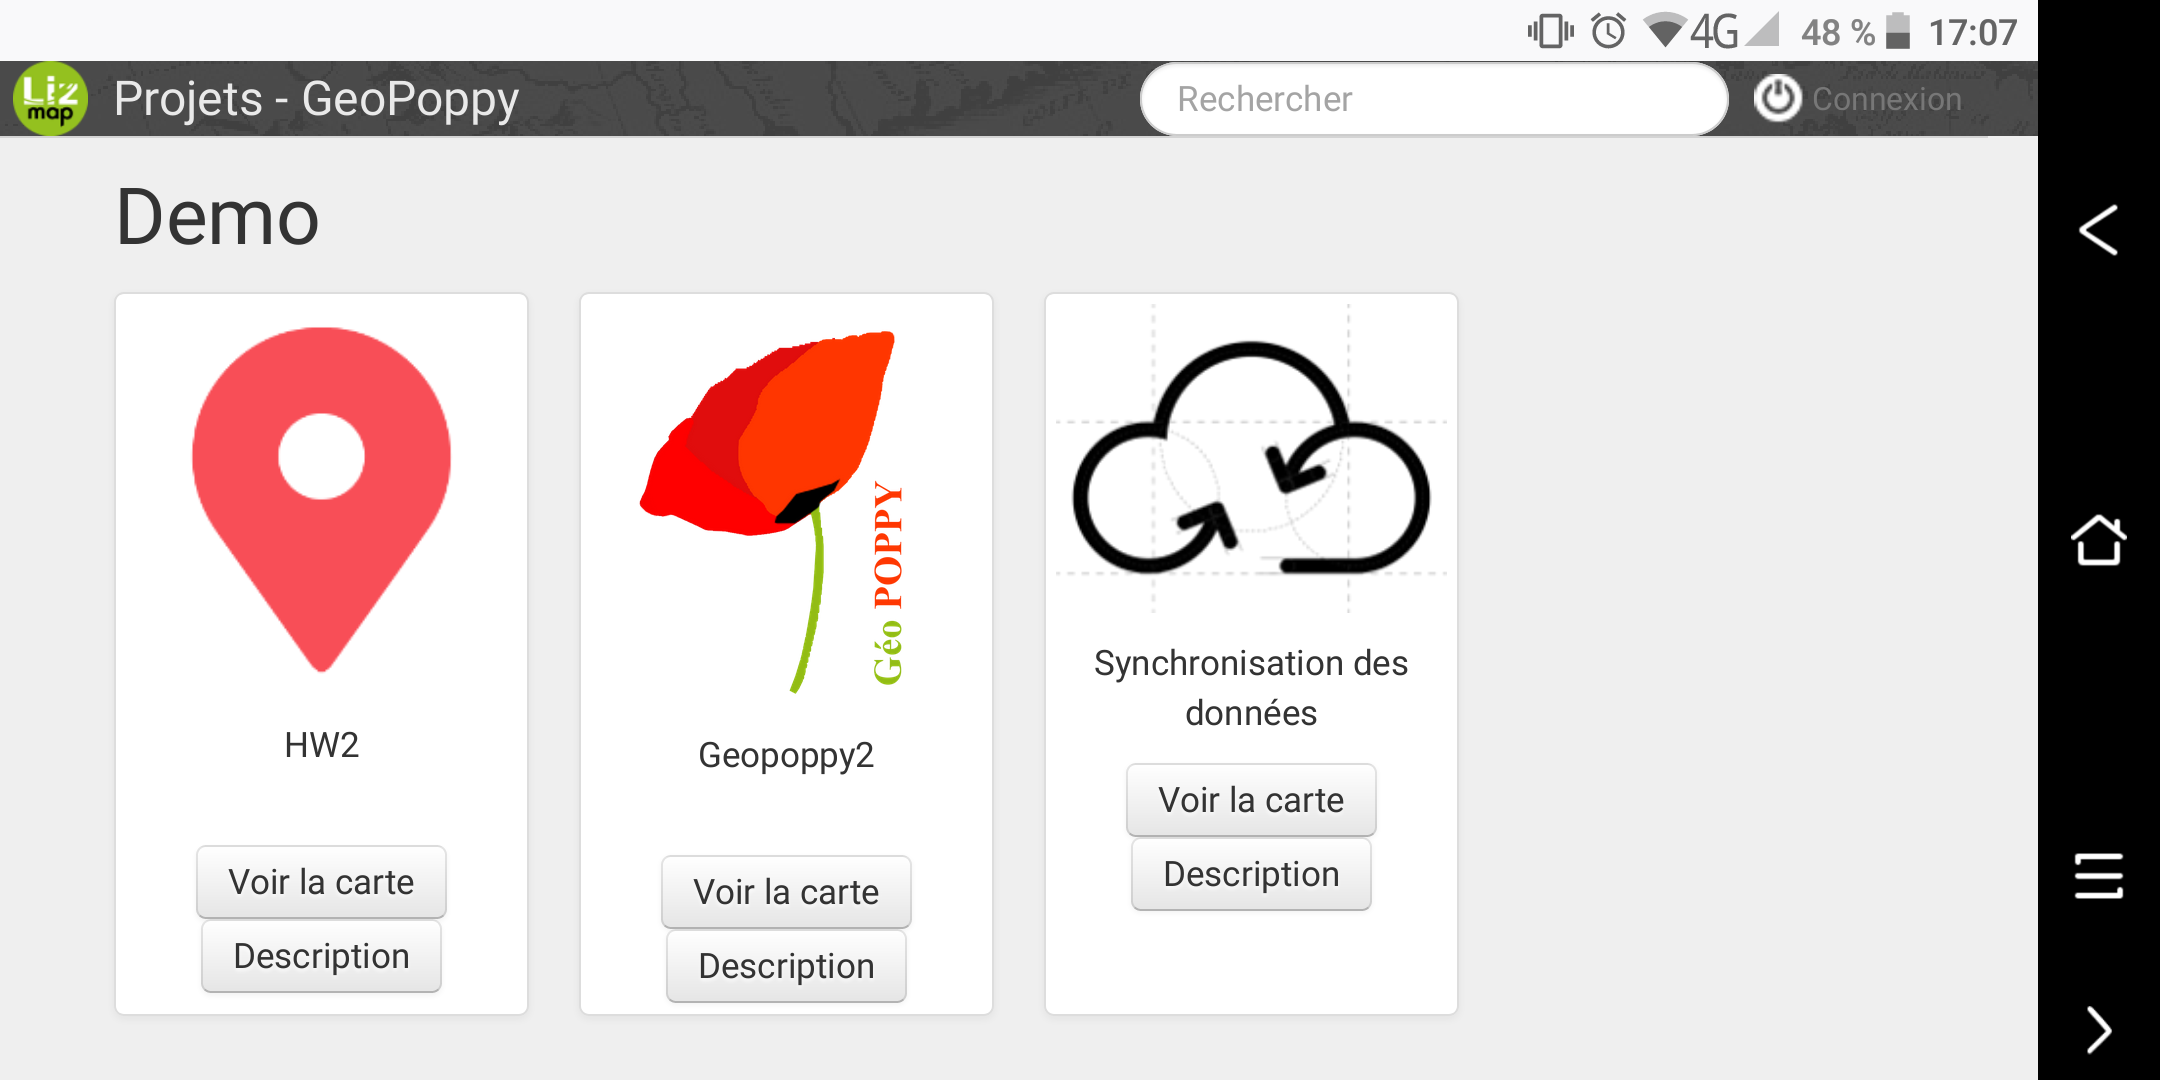 4G 48 % 17:07
Liz
map
Projets - GeoPoppy
Rechercher
Connexion
Demo
HW2
Voir la carte
Description
Géo POPPY
Geopoppy2
Voir la carte
Description
Synchronisation des
données
Voir la carte
Description